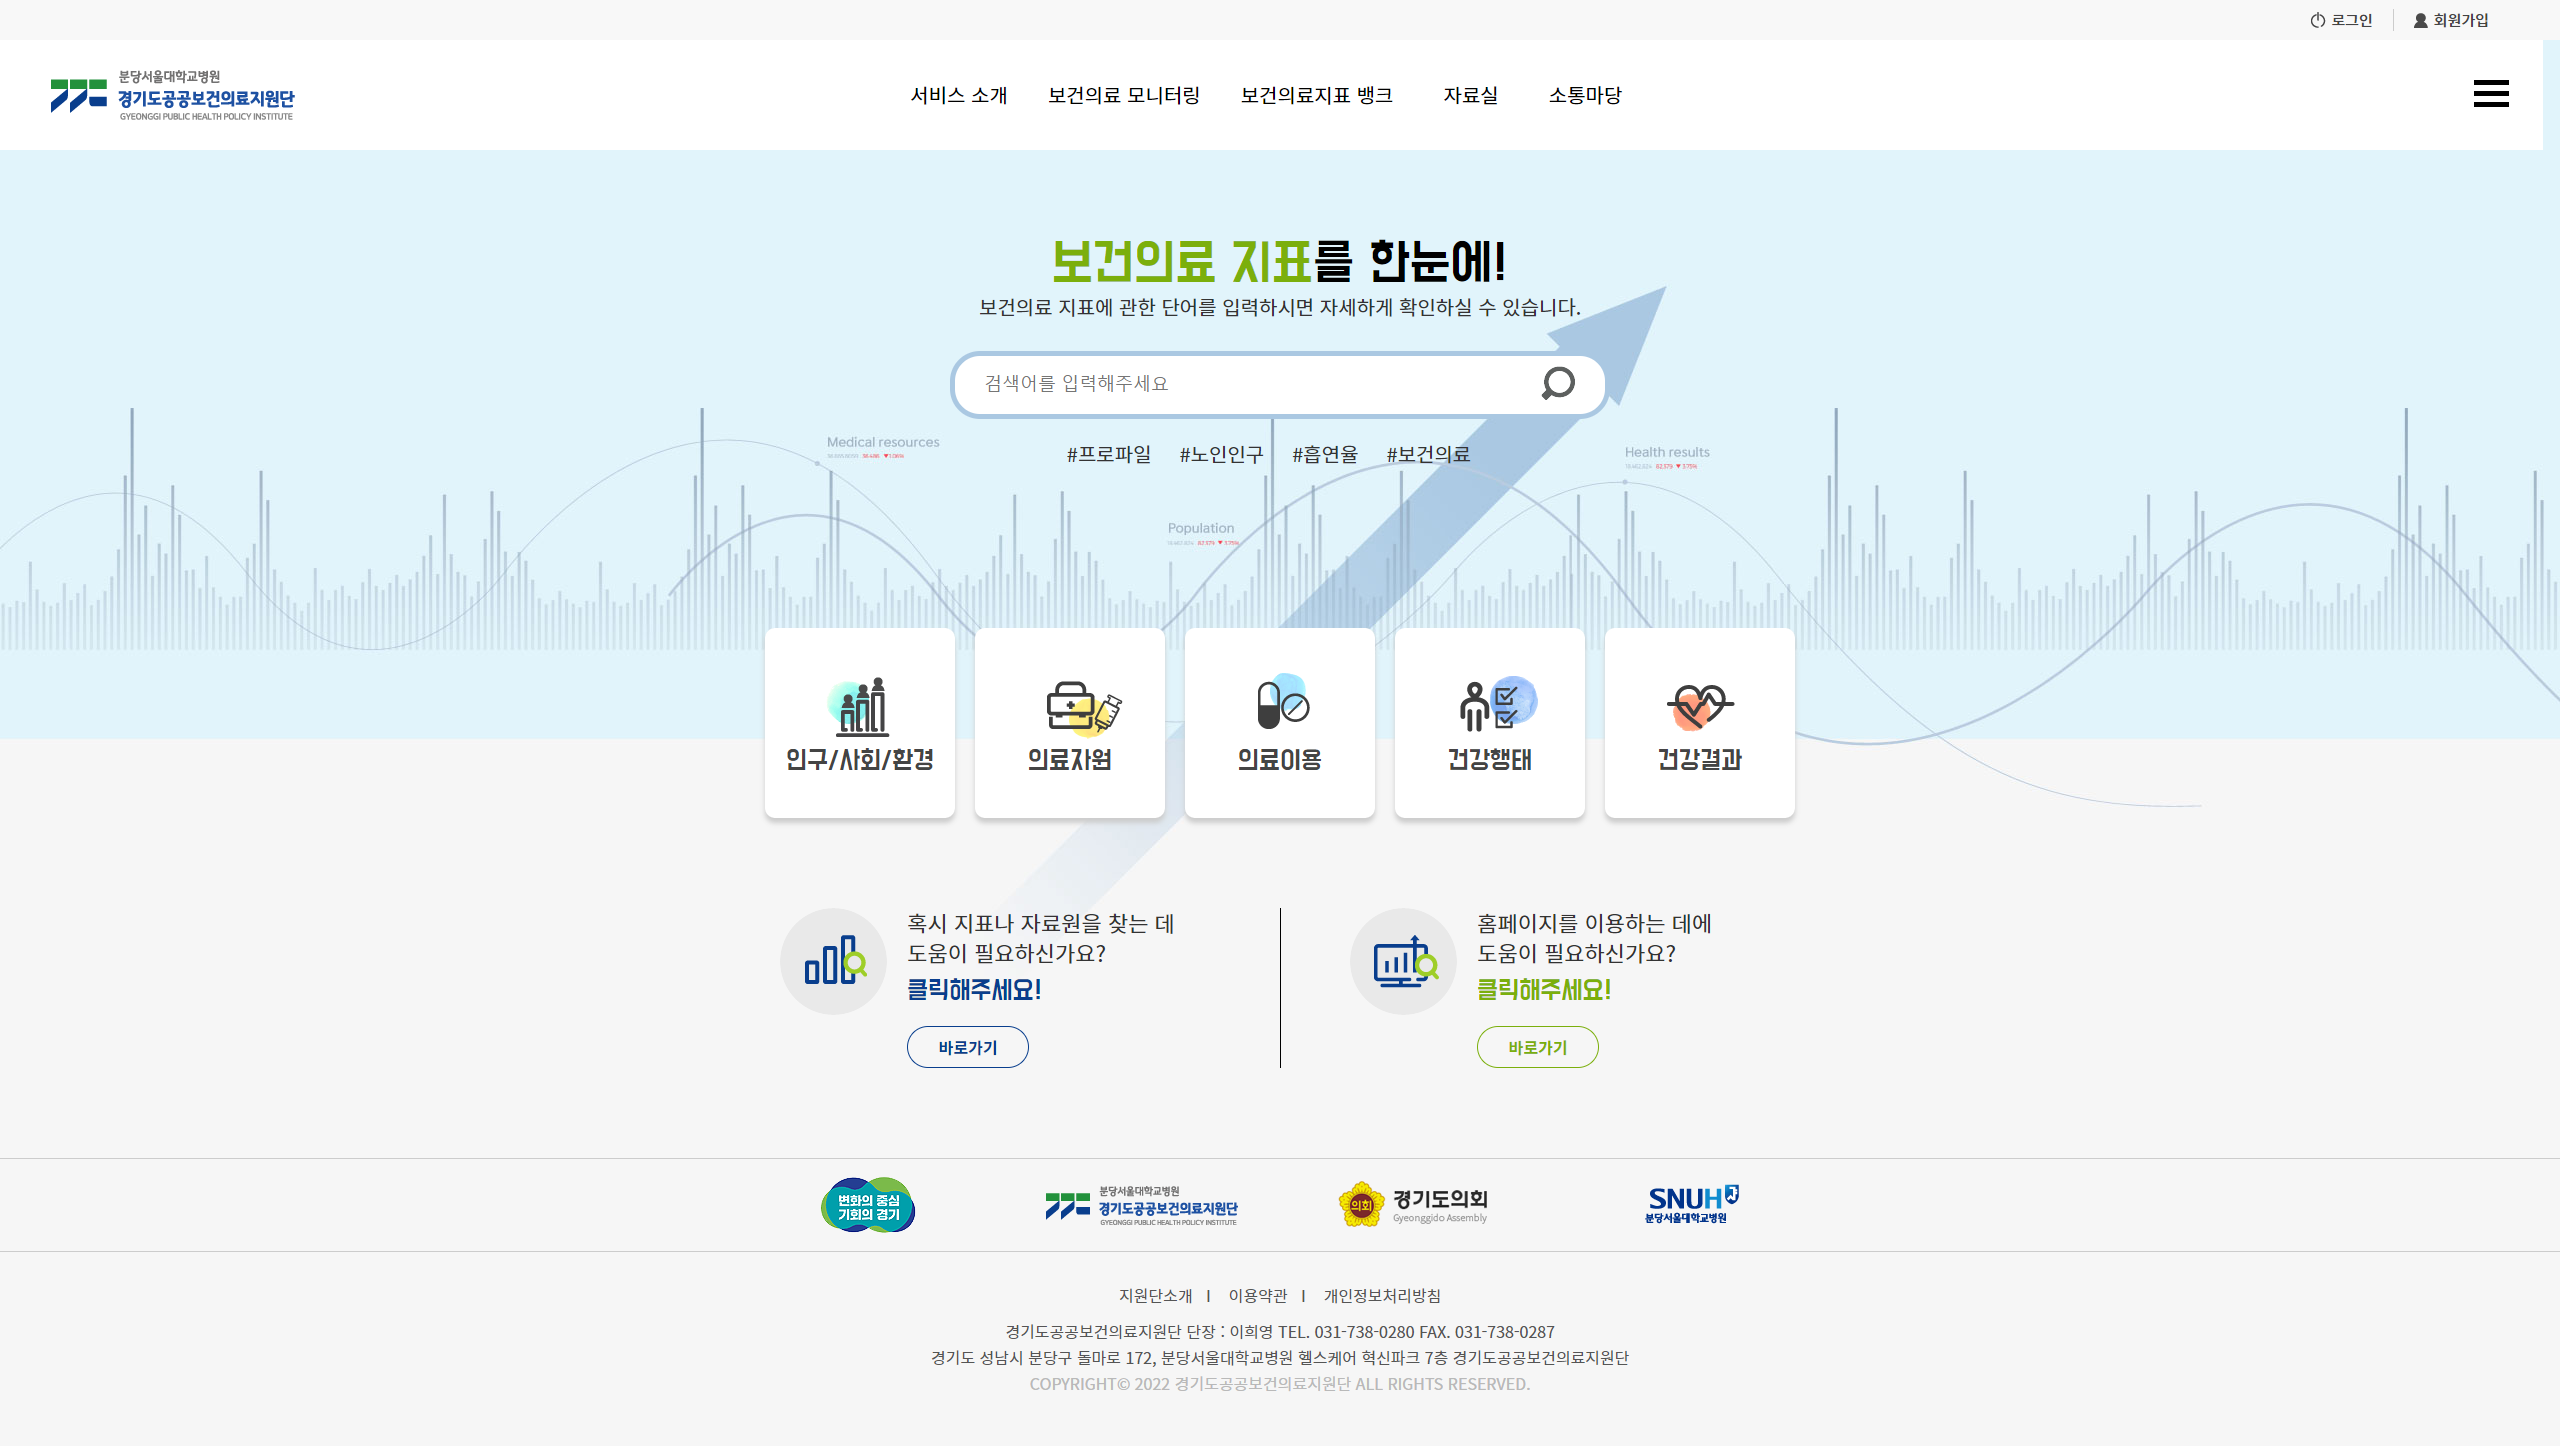 로그인
회원가입
분당서울대학교병원
경기도공공보건의료지원단
GYEONGGI PUBLIC HEALTH POLICY INSTITUTE
서비스 소개
보건의료 모니터링
보건의료지표 뱅크
자료실
소통마당
보건의료 지표를 한눈에!
보건의료 지표에 관한 단어를 입력하시면 자세하게 확인하실 수 있습니다.
검색어를 입력해주세요
#프로파일 #노인인구 #흡연율 #보건의료
Medical resources
Health results
Population
인구/사회/환경
의료자원
의료이용
건강행태
건강결과
혹시 지표나 자료원을 찾는 데
도움이 필요하신가요?
클릭해주세요!
바로가기
홈페이지를 이용하는 데에
도움이 필요하신가요?
클릭해주세요!
바로가기
변화의 중심
기회의 경기
분당서울대학교병원
경기도공공보건의료지원단
GYEONGGI PUBLIC HEALTH POLICY INSTITUTE
의회
경기도의회
Gyeonggido Assembly
SNUH
분당서울대학교병원
지원단소개 I 이용약관 I 개인정보처리방침
경기도공공보건의료지원단 단장 : 이희영 TEL. 031-738-0280 FAX. 031-738-0287
경기도 성남시 분당구 돌마로 172, 분당서울대학교병원 헬스케어 혁신파크 7층 경기도공공보건의료지원단
COPYRIGHT© 2022 경기도공공보건의료지원단 ALL RIGHTS RESERVED.